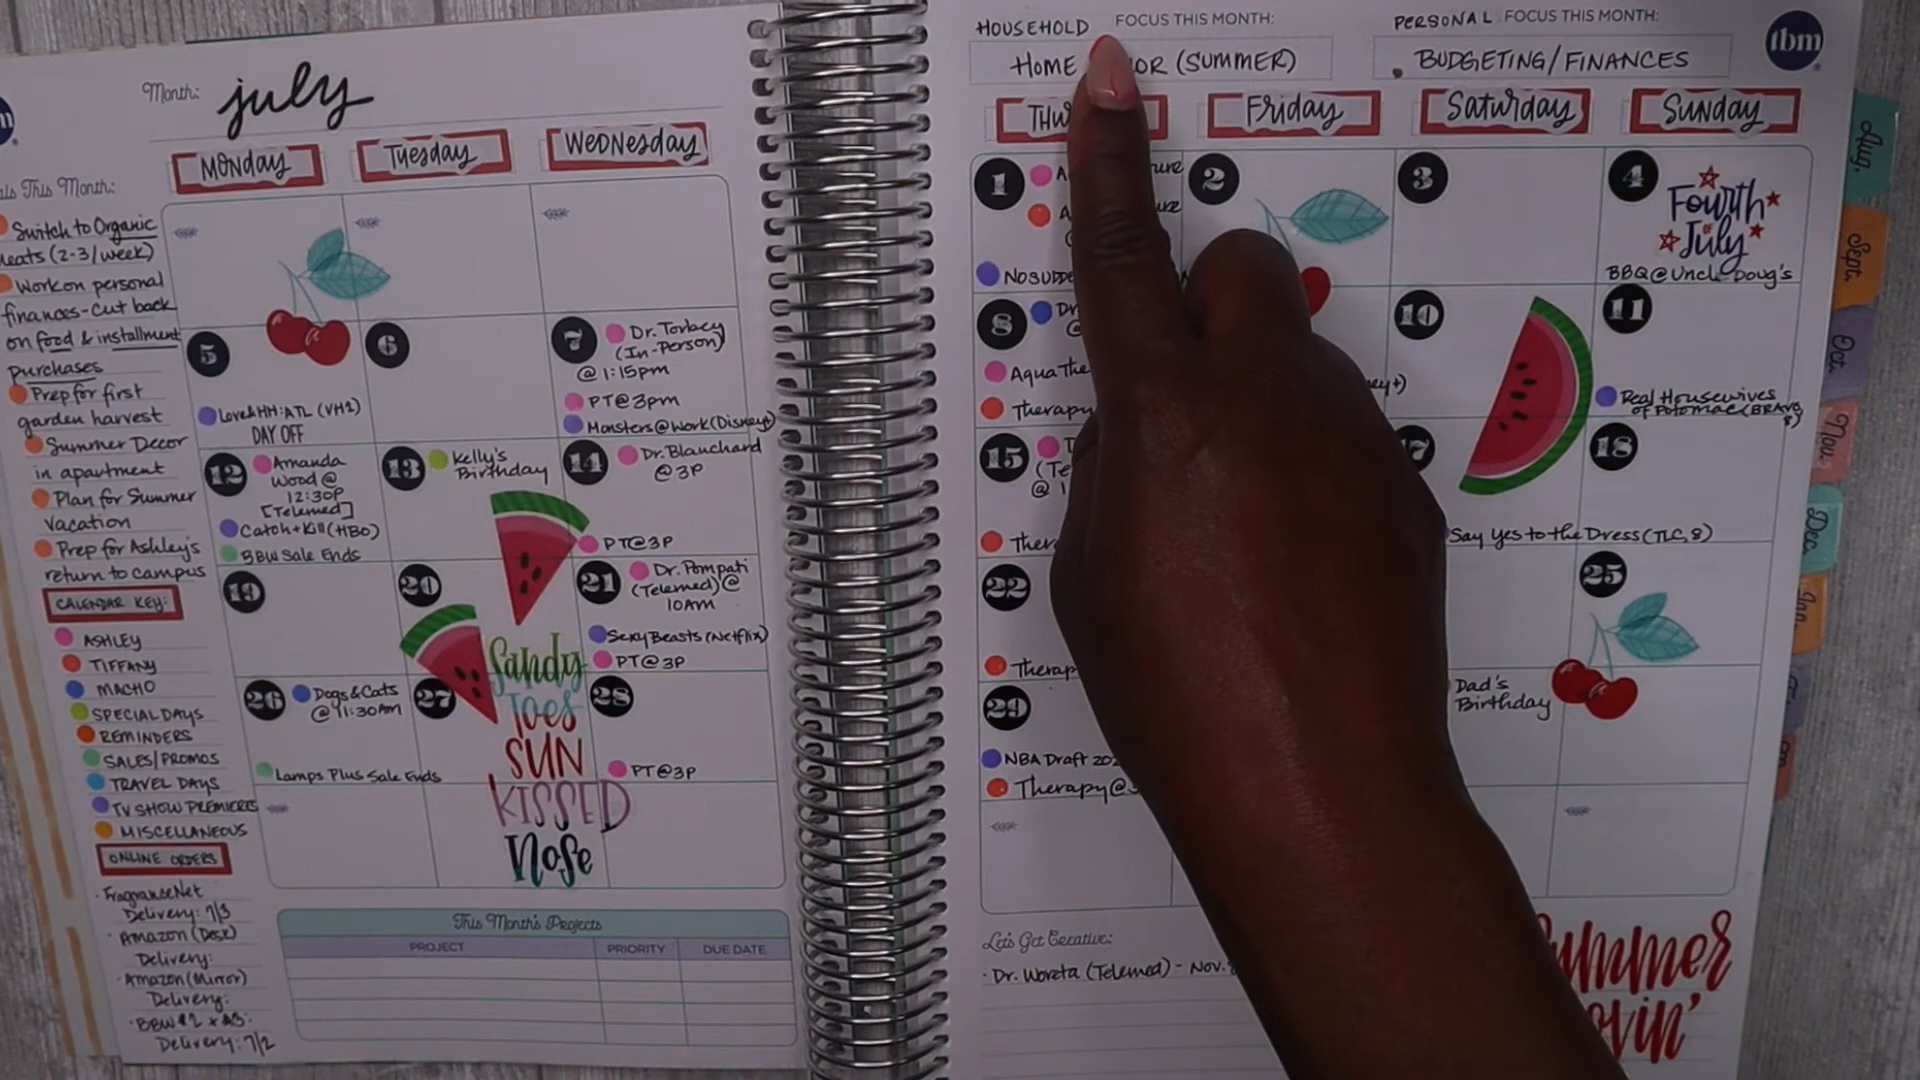 Month: july
This Month:
Switch to Organic
meats (2-3/week)
Work on personal
finances-Cut back
on food & installment
purchases
Prep for first
garden harvest
Summer Decor
in apartment
Plan for Summer
Vacation
Prep for Ashley's
return to campus
CALENDAR KEY:
ASHLEY
TIFFANY
MACHO
SPECIAL DAYS
REMINDERS
SALES/PROMOS
TRAVEL DAYS
TV SHOW PREMIERES
MISCELLANEOUS
ONLINE ORDERS
· FragranceNet
Delivery: 7/3
· Amazon (Desk)
Delivery:
· Amazon (Mirror)
Delivery:
· BBW #2 + #3:
Delivery: 7/2
MONDAY TUESDAY WEDNESDAY
5
Love&HH:ATL (VH1)
DAY OFF
6
7 Dr. Torbey
(In-Person)
@ 1:15pm
PT@3pm
Monsters@Work (Disney+)
12 Amanda
Wood @
12:30P
[Telemed]
Catch+Kill (HBO)
BBW Sale Ends
13 Kelly's
Birthday
14 Dr. Blanchard
@ 3P
PT@3P
19
20
21 Dr. Pompati
(Telemed) @
10AM
Sexy Beasts (Netflix)
PT@3P
26 Dogs & Cats
@ 11:30AM
Lamps Plus Sale Ends
27
28
PT@3P
Sandy
Toes
SUN
KISSED
Nose
This Month's Projects
PROJECT PRIORITY DUE DATE
HOUSEHOLD FOCUS THIS MONTH:
HOME (SUMMER)
PERSONAL FOCUS THIS MONTH:
BUDGETING/FINANCES
tbm
Friday Saturday Sunday
1
2
3
4 Fourth
of
July
BBQ @ Uncle Doug's
8
Aqua
Therapy
10
11
Real Housewives
of Potomac (BRAVO,
8)
15
18
Say Yes to the Dress (TLC, 8)
22
Therapy
25
Dad's
Birthday
29
NBA Draft
Therapy@
Let's Get Creative:
· Dr. Woreta (Telemed) - Nov.
Summer
Lovin'
Aug.
Sept.
Oct.
Nov.
Dec.
Jan.